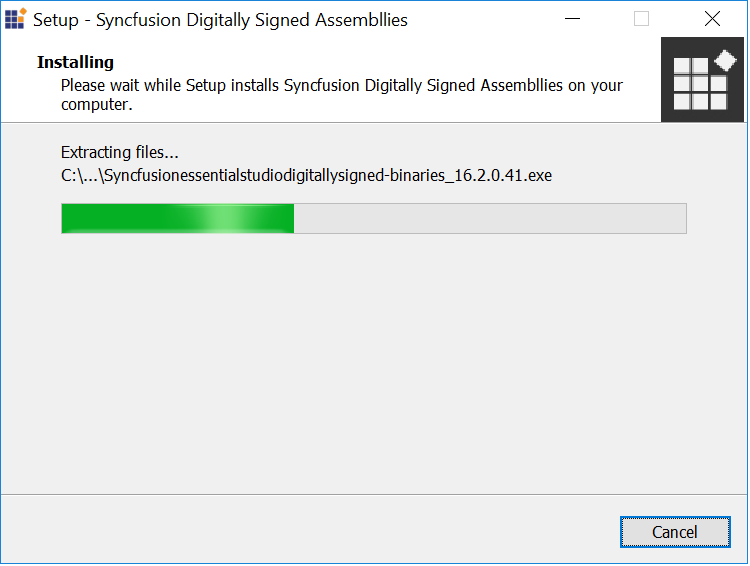 Setup - Syncfusion Digitally Signed Assembllies
Installing
Please wait while Setup installs Syncfusion Digitally Signed Assembllies on your
computer.
Extracting files...
C:\...\Syncfusionessentialstudiodigitallysigned-binaries_16.2.0.41.exe
Cancel